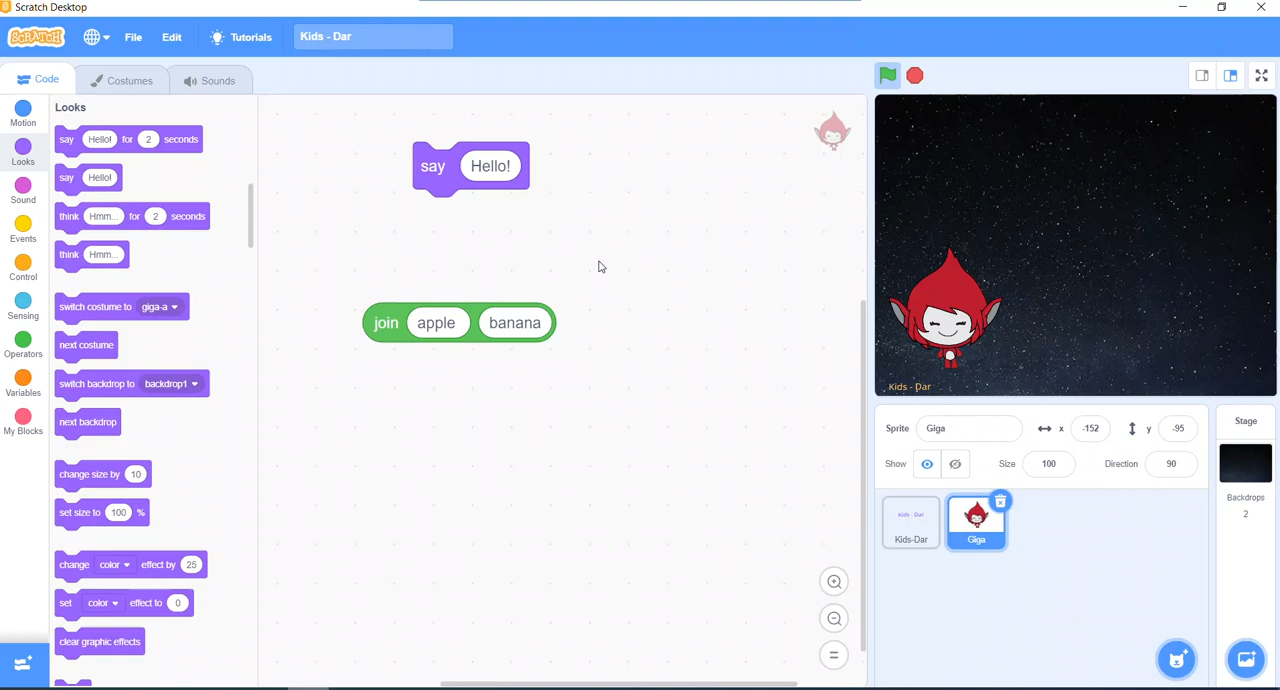 Scratch Desktop
SCRATCH File Edit Tutorials Kids - Dar
Code Costumes Sounds
Motion
Looks
Sound
Events
Control
Sensing
Operators
Variables
My Blocks
Looks
say Hello! for 2 seconds
say Hello!
think Hmm... for 2 seconds
think Hmm...
switch costume to giga-a
next costume
switch backdrop to backdrop1
next backdrop
change size by 10
set size to 100 %
change color effect by 25
set color effect to 0
clear graphic effects
say Hello!
join apple banana
Kids - Dar
Sprite Giga x -152 y -95
Show Size 100 Direction 90
Kids - Dar
Kids-Dar
Giga
Stage
Backdrops
2